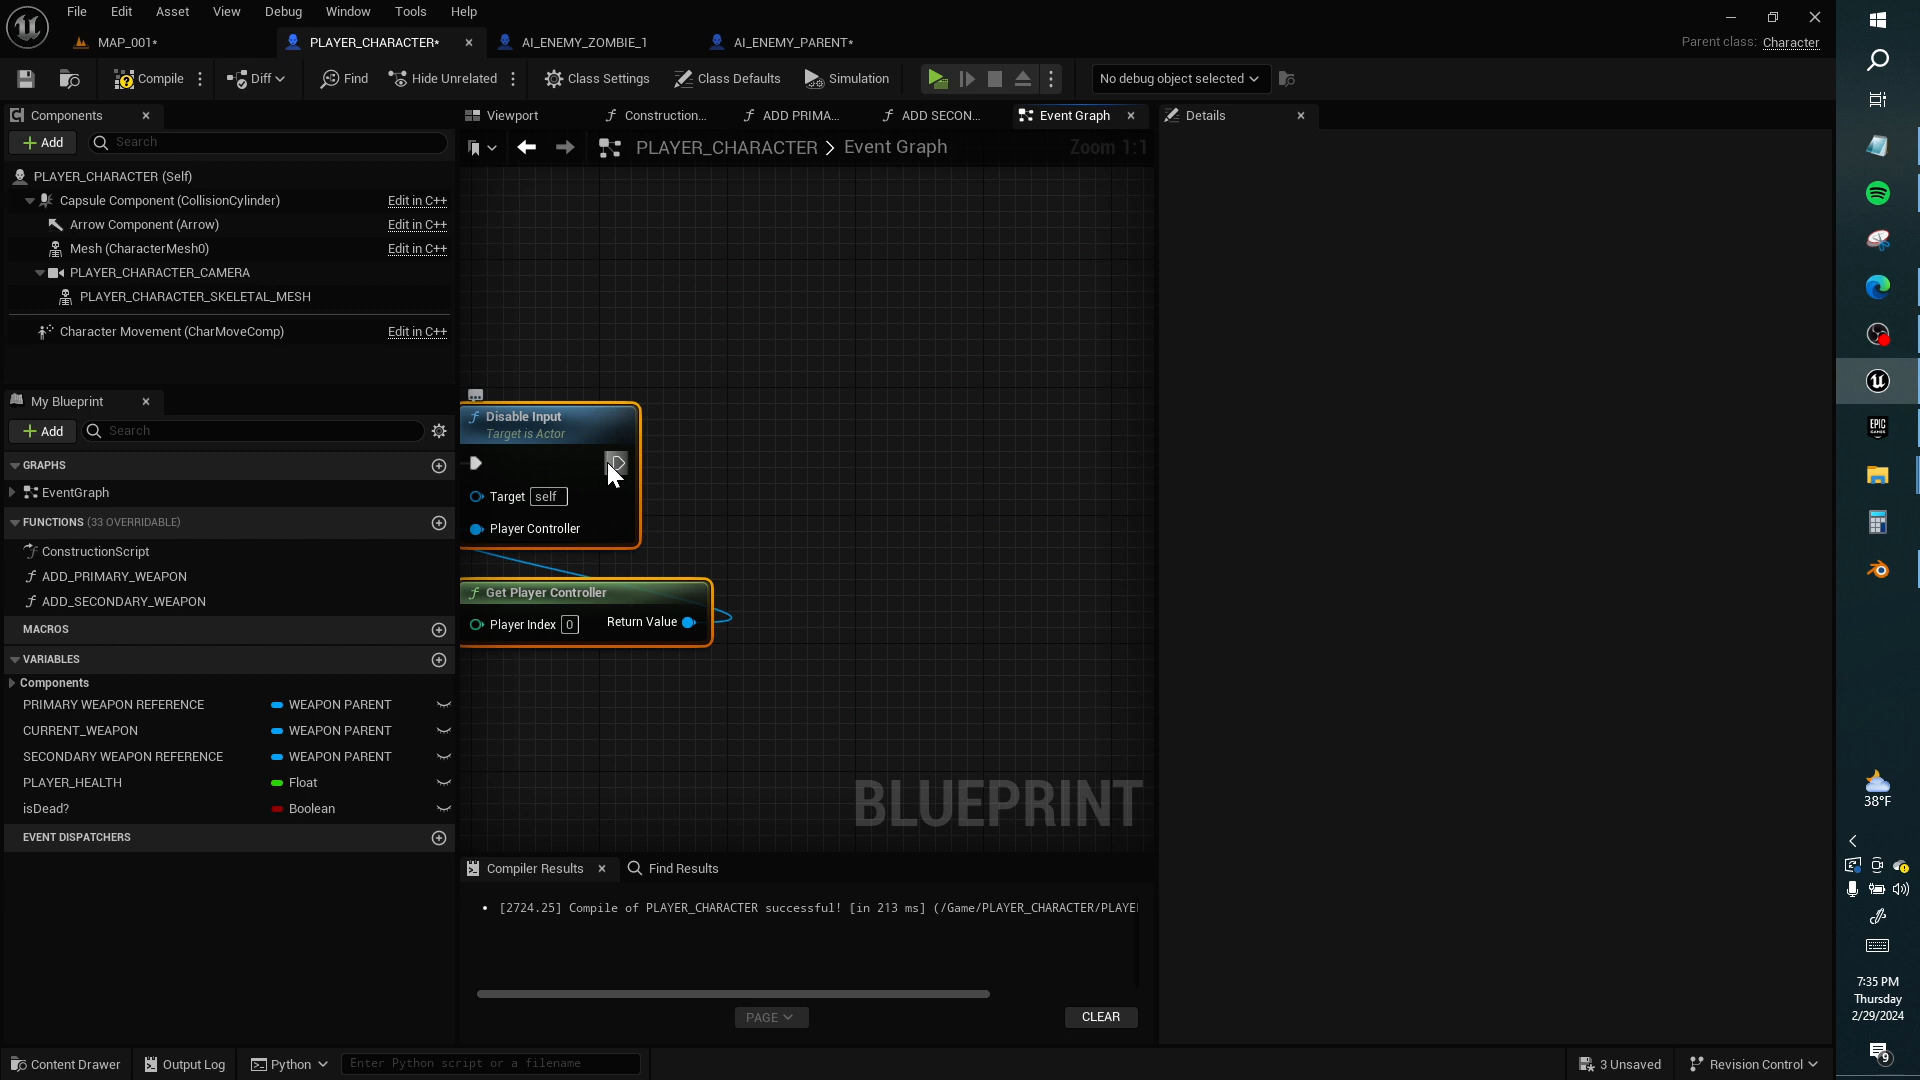 File Edit Asset View Debug Window Tools Help
MAP_001* PLAYER_CHARACTER* AI_ENEMY_ZOMBIE_1 AI_ENEMY_PARENT*
Parent class: Character
Compile Diff Find Hide Unrelated Class Settings Class Defaults Simulation No debug object selected
Components
Add Search
PLAYER_CHARACTER (Self)
Capsule Component (CollisionCylinder) Edit in C++
Arrow Component (Arrow) Edit in C++
Mesh (CharacterMesh0) Edit in C++
PLAYER_CHARACTER_CAMERA
PLAYER_CHARACTER_SKELETAL_MESH
Character Movement (CharMoveComp) Edit in C++
My Blueprint
Add Search
GRAPHS
EventGraph
FUNCTIONS (33 OVERRIDABLE)
ConstructionScript
ADD_PRIMARY_WEAPON
ADD_SECONDARY_WEAPON
MACROS
VARIABLES
Components
PRIMARY WEAPON REFERENCE WEAPON PARENT
CURRENT_WEAPON WEAPON PARENT
SECONDARY WEAPON REFERENCE WEAPON PARENT
PLAYER_HEALTH Float
isDead? Boolean
EVENT DISPATCHERS
Viewport Construction... ADD PRIMA... ADD SECON... Event Graph
PLAYER_CHARACTER > Event Graph Zoom 1:1
Disable Input
Target is Actor
Target self
Player Controller
Get Player Controller
Player Index 0 Return Value
BLUEPRINT
Compiler Results Find Results
[2724.25] Compile of PLAYER_CHARACTER successful! [in 213 ms] (/Game/PLAYER_CHARACTER/PLAYE
PAGE CLEAR
Details
Content Drawer Output Log Python Enter Python script or a filename 3 Unsaved Revision Control
EPIC
GAMES
38°F
7:35 PM
Thursday
2/29/2024
9